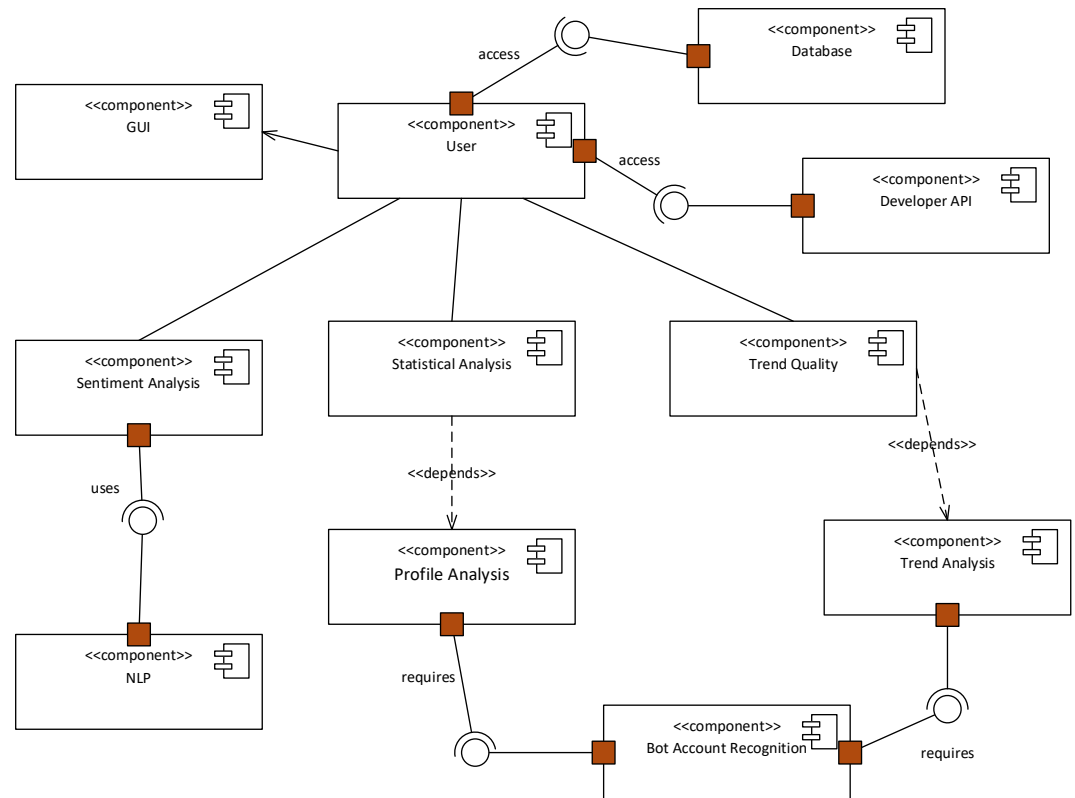 <<component>>
Database
access
<<component>>
GUI
<<component>>
User
access
<<component>>
Developer API
<<component>>
Sentiment Analysis
<<component>>
Statistical Analysis
<<component>>
Trend Quality
<<depends>>
<<depends>>
uses
<<component>>
Profile Analysis
<<component>>
Trend Analysis
<<component>>
NLP
requires
<<component>>
Bot Account Recognition
requires